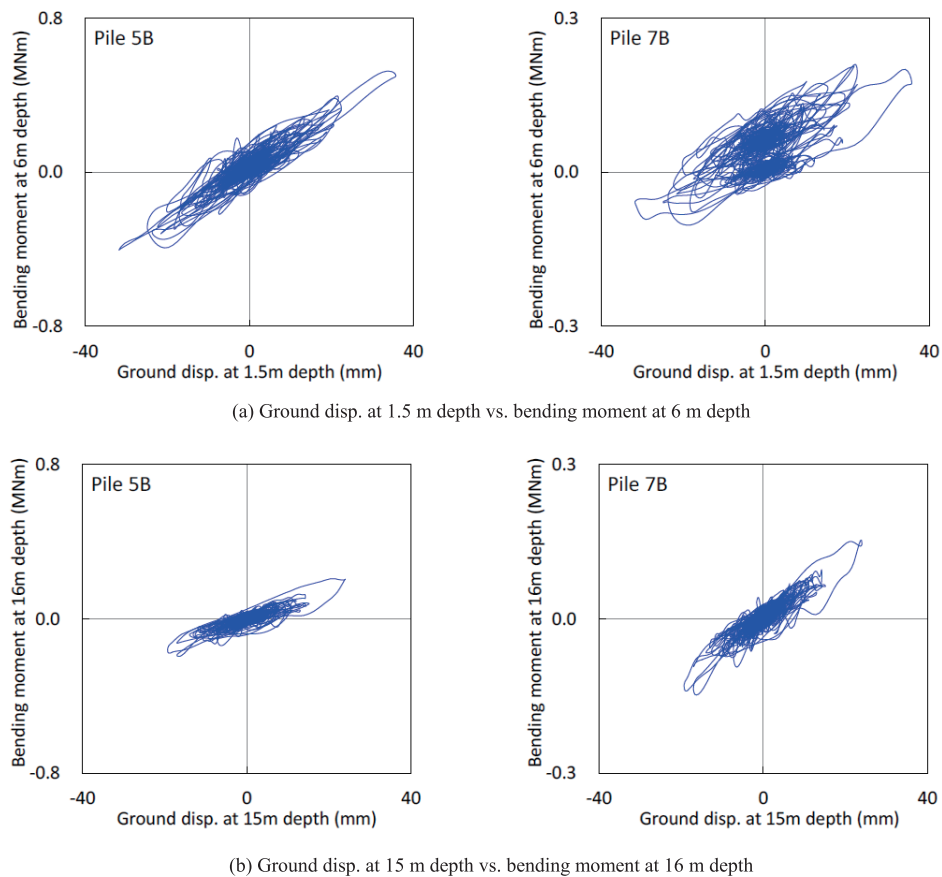 Pile 5B
Bending moment at 6m depth (MNm)
0.8
0.0
-0.8
-40
0
40
Ground disp. at 1.5m depth (mm)
Pile 7B
Bending moment at 6m depth (MNm)
0.3
0.0
-0.3
-40
0
40
Ground disp. at 1.5m depth (mm)
(a) Ground disp. at 1.5 m depth vs. bending moment at 6 m depth
Pile 5B
Bending moment at 16m depth (MNm)
0.8
0.0
-0.8
-40
0
40
Ground disp. at 15m depth (mm)
Pile 7B
Bending moment at 16m depth (MNm)
0.3
0.0
-0.3
-40
0
40
Ground disp. at 15m depth (mm)
(b) Ground disp. at 15 m depth vs. bending moment at 16 m depth